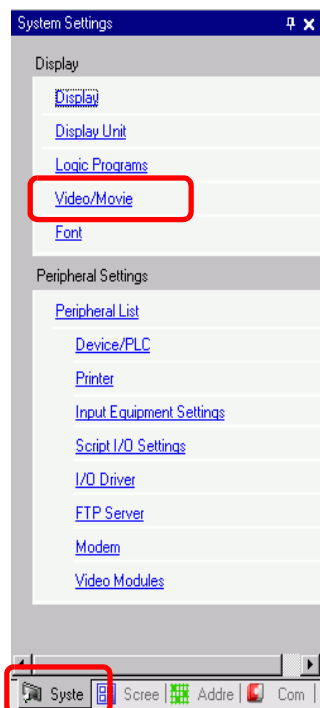 System Settings
Display
Display
Display Unit
Logic Programs
Video/Movie
Font
Peripheral Settings
Peripheral List
Device/PLC
Printer
Input Equipment Settings
Script I/O Settings
I/O Driver
FTP Server
Modem
Video Modules
Syste Scree Addre Com